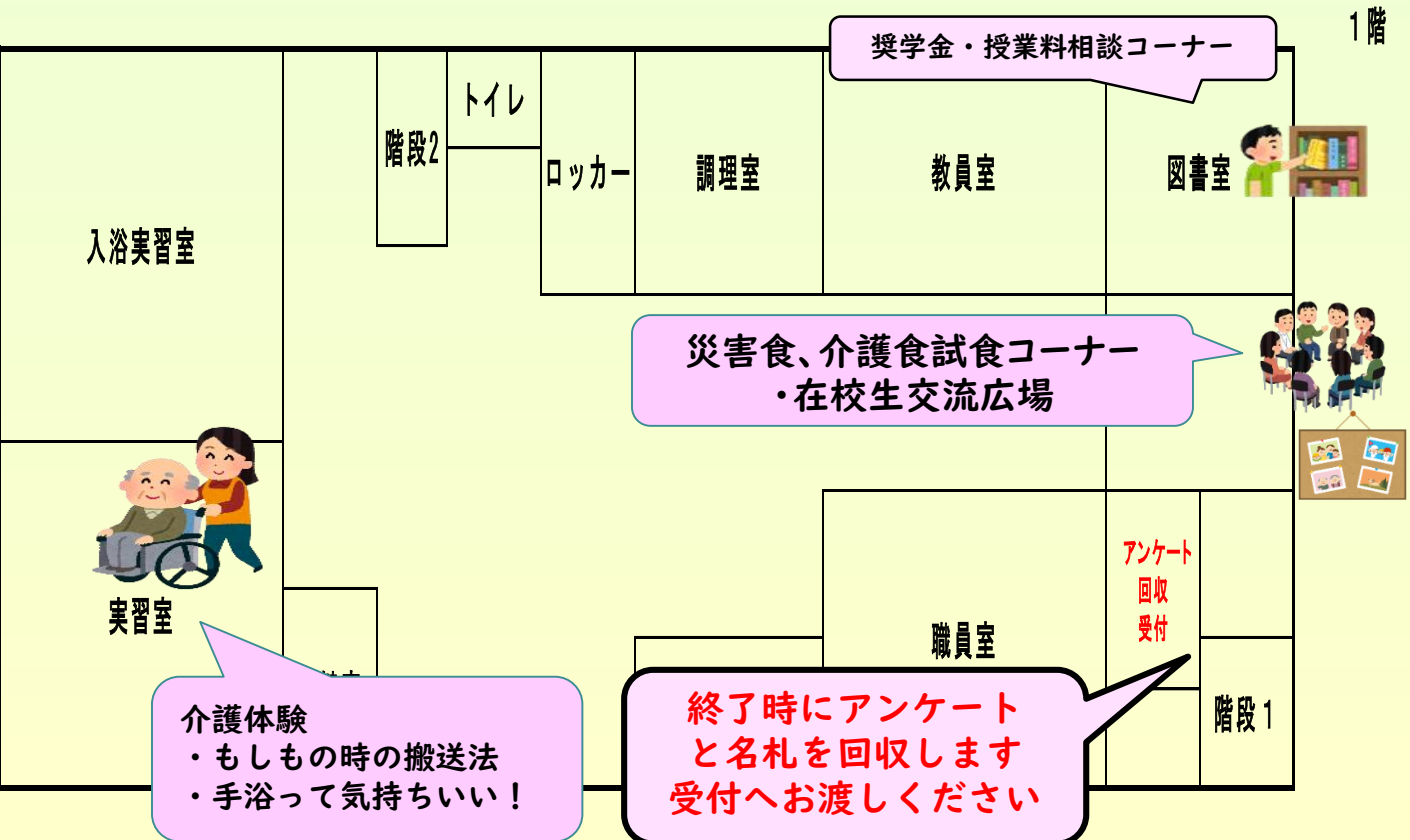 1階
奨学金・授業料相談コーナー
トイレ
階段2
ロッカー
調理室
教員室
図書室
入浴実習室
災害食、介護食試食コーナー
・在校生交流広場
アンケート
回収
受付
実習室
職員室
階段1
介護体験
・もしもの時の搬送法
・手浴って気持ちいい！
終了時にアンケート
と名札を回収します
受付へお渡しください